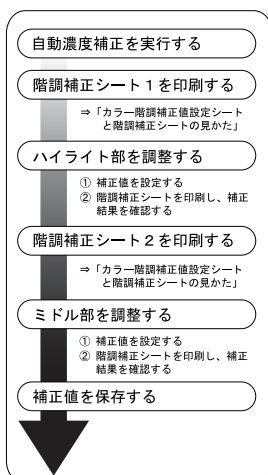 自動濃度補正を実行する
階調補正シート1を印刷する
⇒「カラー階調補正値設定シート
と階調補正シートの見かた」
ハイライト部を調整する
① 補正値を設定する
② 階調補正シートを印刷し、補正
結果を確認する
階調補正シート2を印刷する
⇒「カラー階調補正値設定シート
と階調補正シートの見かた」
ミドル部を調整する
① 補正値を設定する
② 階調補正シートを印刷し、補正
結果を確認する
補正値を保存する